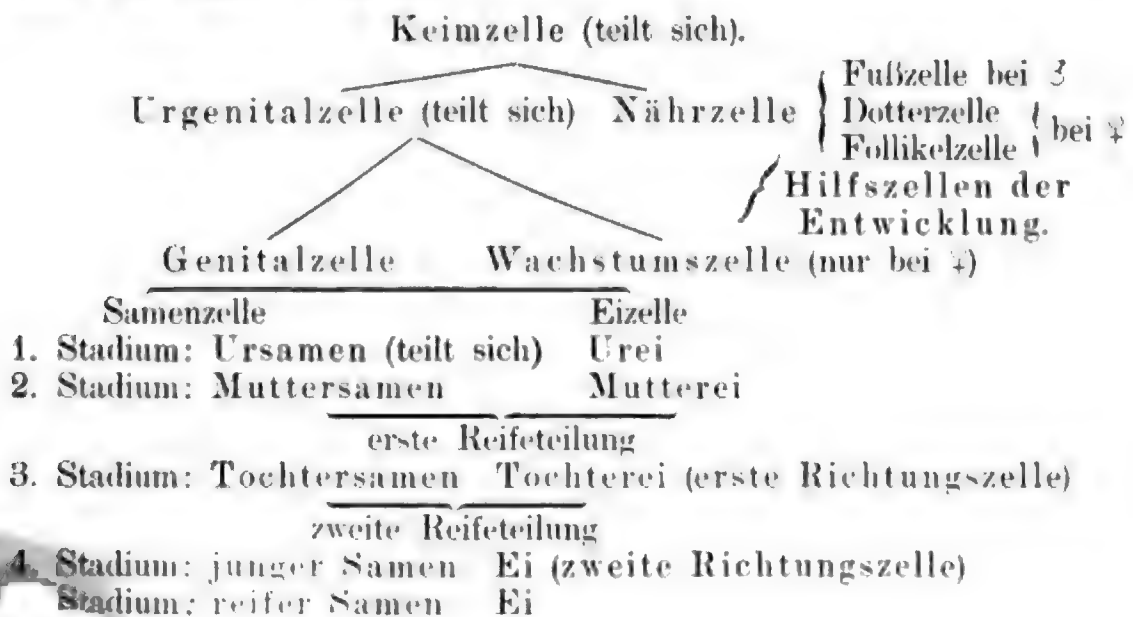 Keimzelle (teilt sich).
Urgenitalzelle (teilt sich) Nährzelle
Fußzelle bei ♂
Dotterzelle
Follikelzelle
bei ♀
Hilfszellen der
Entwicklung.
Genitalzelle Wachstumszelle (nur bei ♀)
Samenzelle Eizelle
1. Stadium: Ursamen (teilt sich) Urei
2. Stadium: Muttersamen Mutterei
erste Reifeteilung
3. Stadium: Tochtersamen Tochterei (erste Richtungszelle)
zweite Reifeteilung
4. Stadium: junger Samen Ei (zweite Richtungszelle)
Stadium: reifer Samen Ei